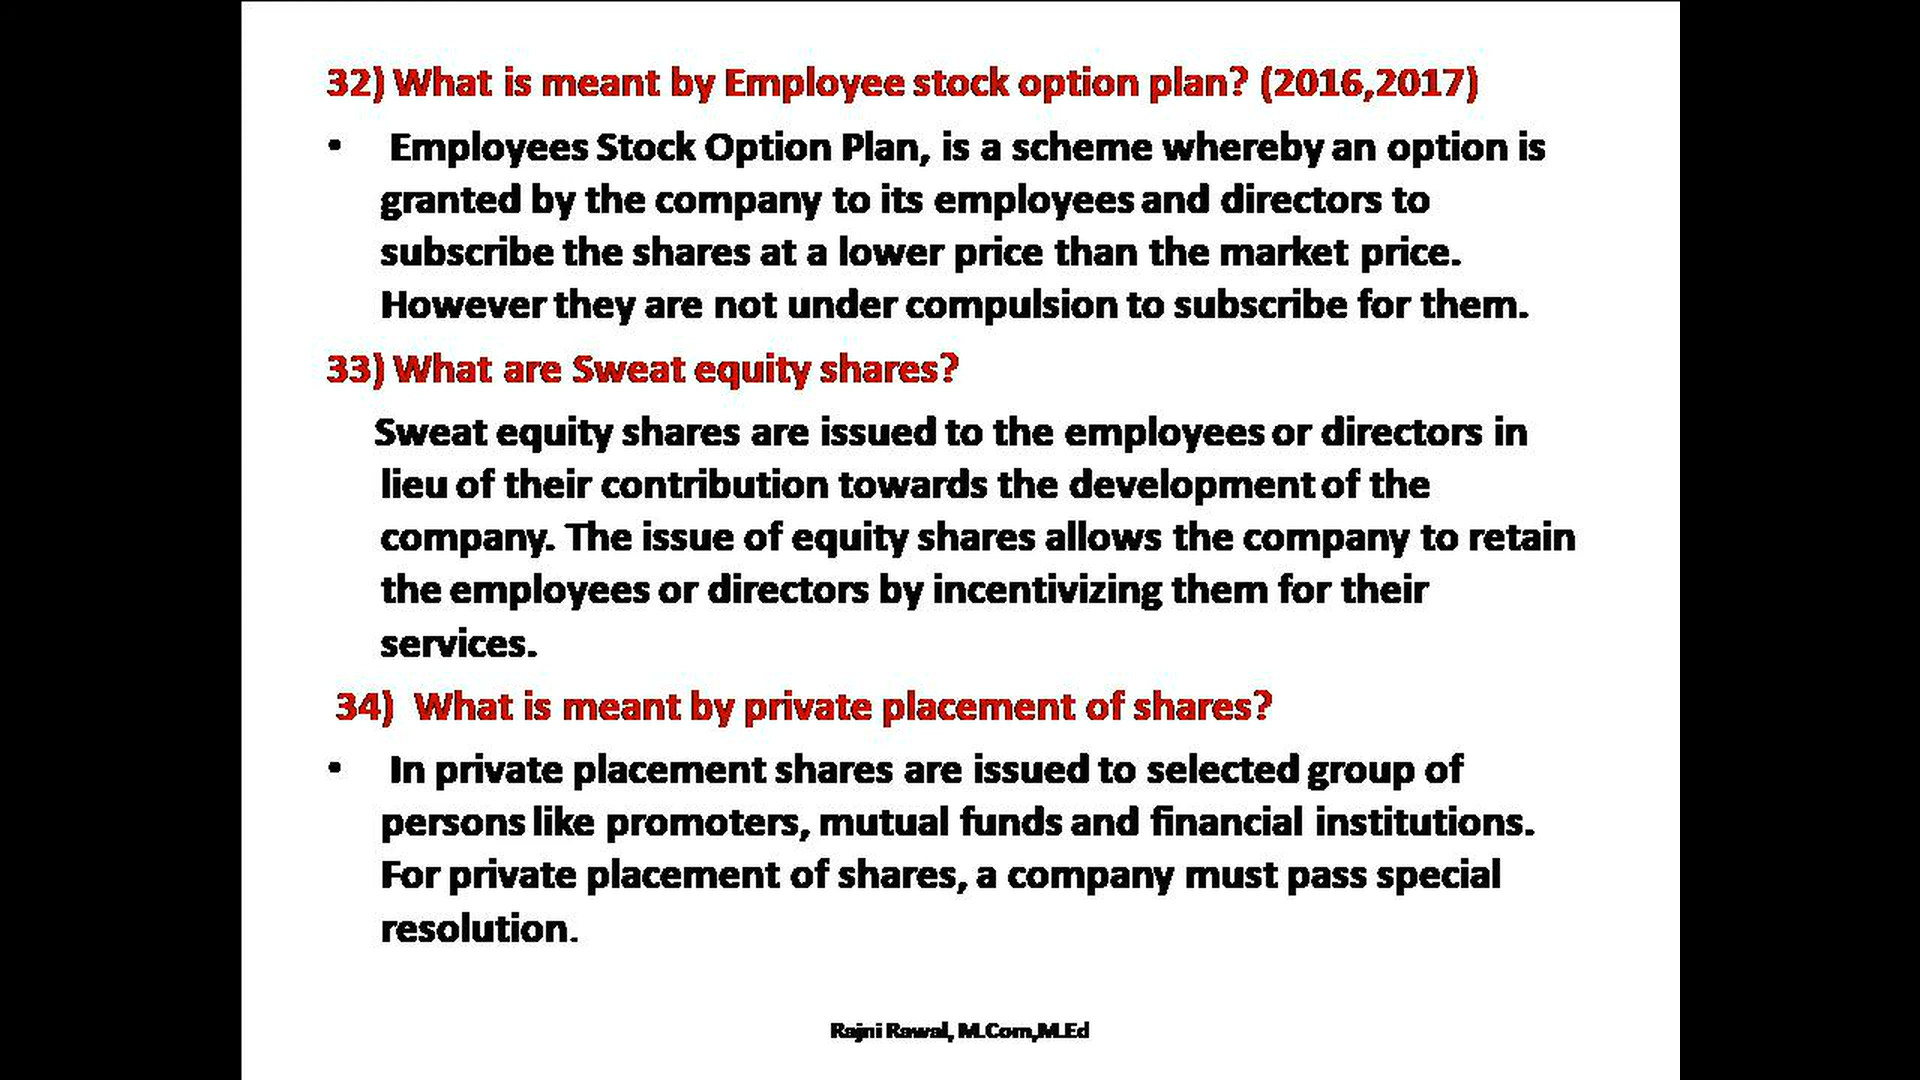 32) What is meant by Employee stock option plan? (2016,2017)
• Employees Stock Option Plan, is a scheme whereby an option is
granted by the company to its employees and directors to
subscribe the shares at a lower price than the market price.
However they are not under compulsion to subscribe for them.
33) What are Sweat equity shares?
Sweat equity shares are issued to the employees or directors in
lieu of their contribution towards the development of the
company. The issue of equity shares allows the company to retain
the employees or directors by incentivizing them for their
services.
34) What is meant by private placement of shares?
• In private placement shares are issued to selected group of
persons like promoters, mutual funds and financial institutions.
For private placement of shares, a company must pass special
resolution.
Rajni Rawal, M.Com,M.Ed